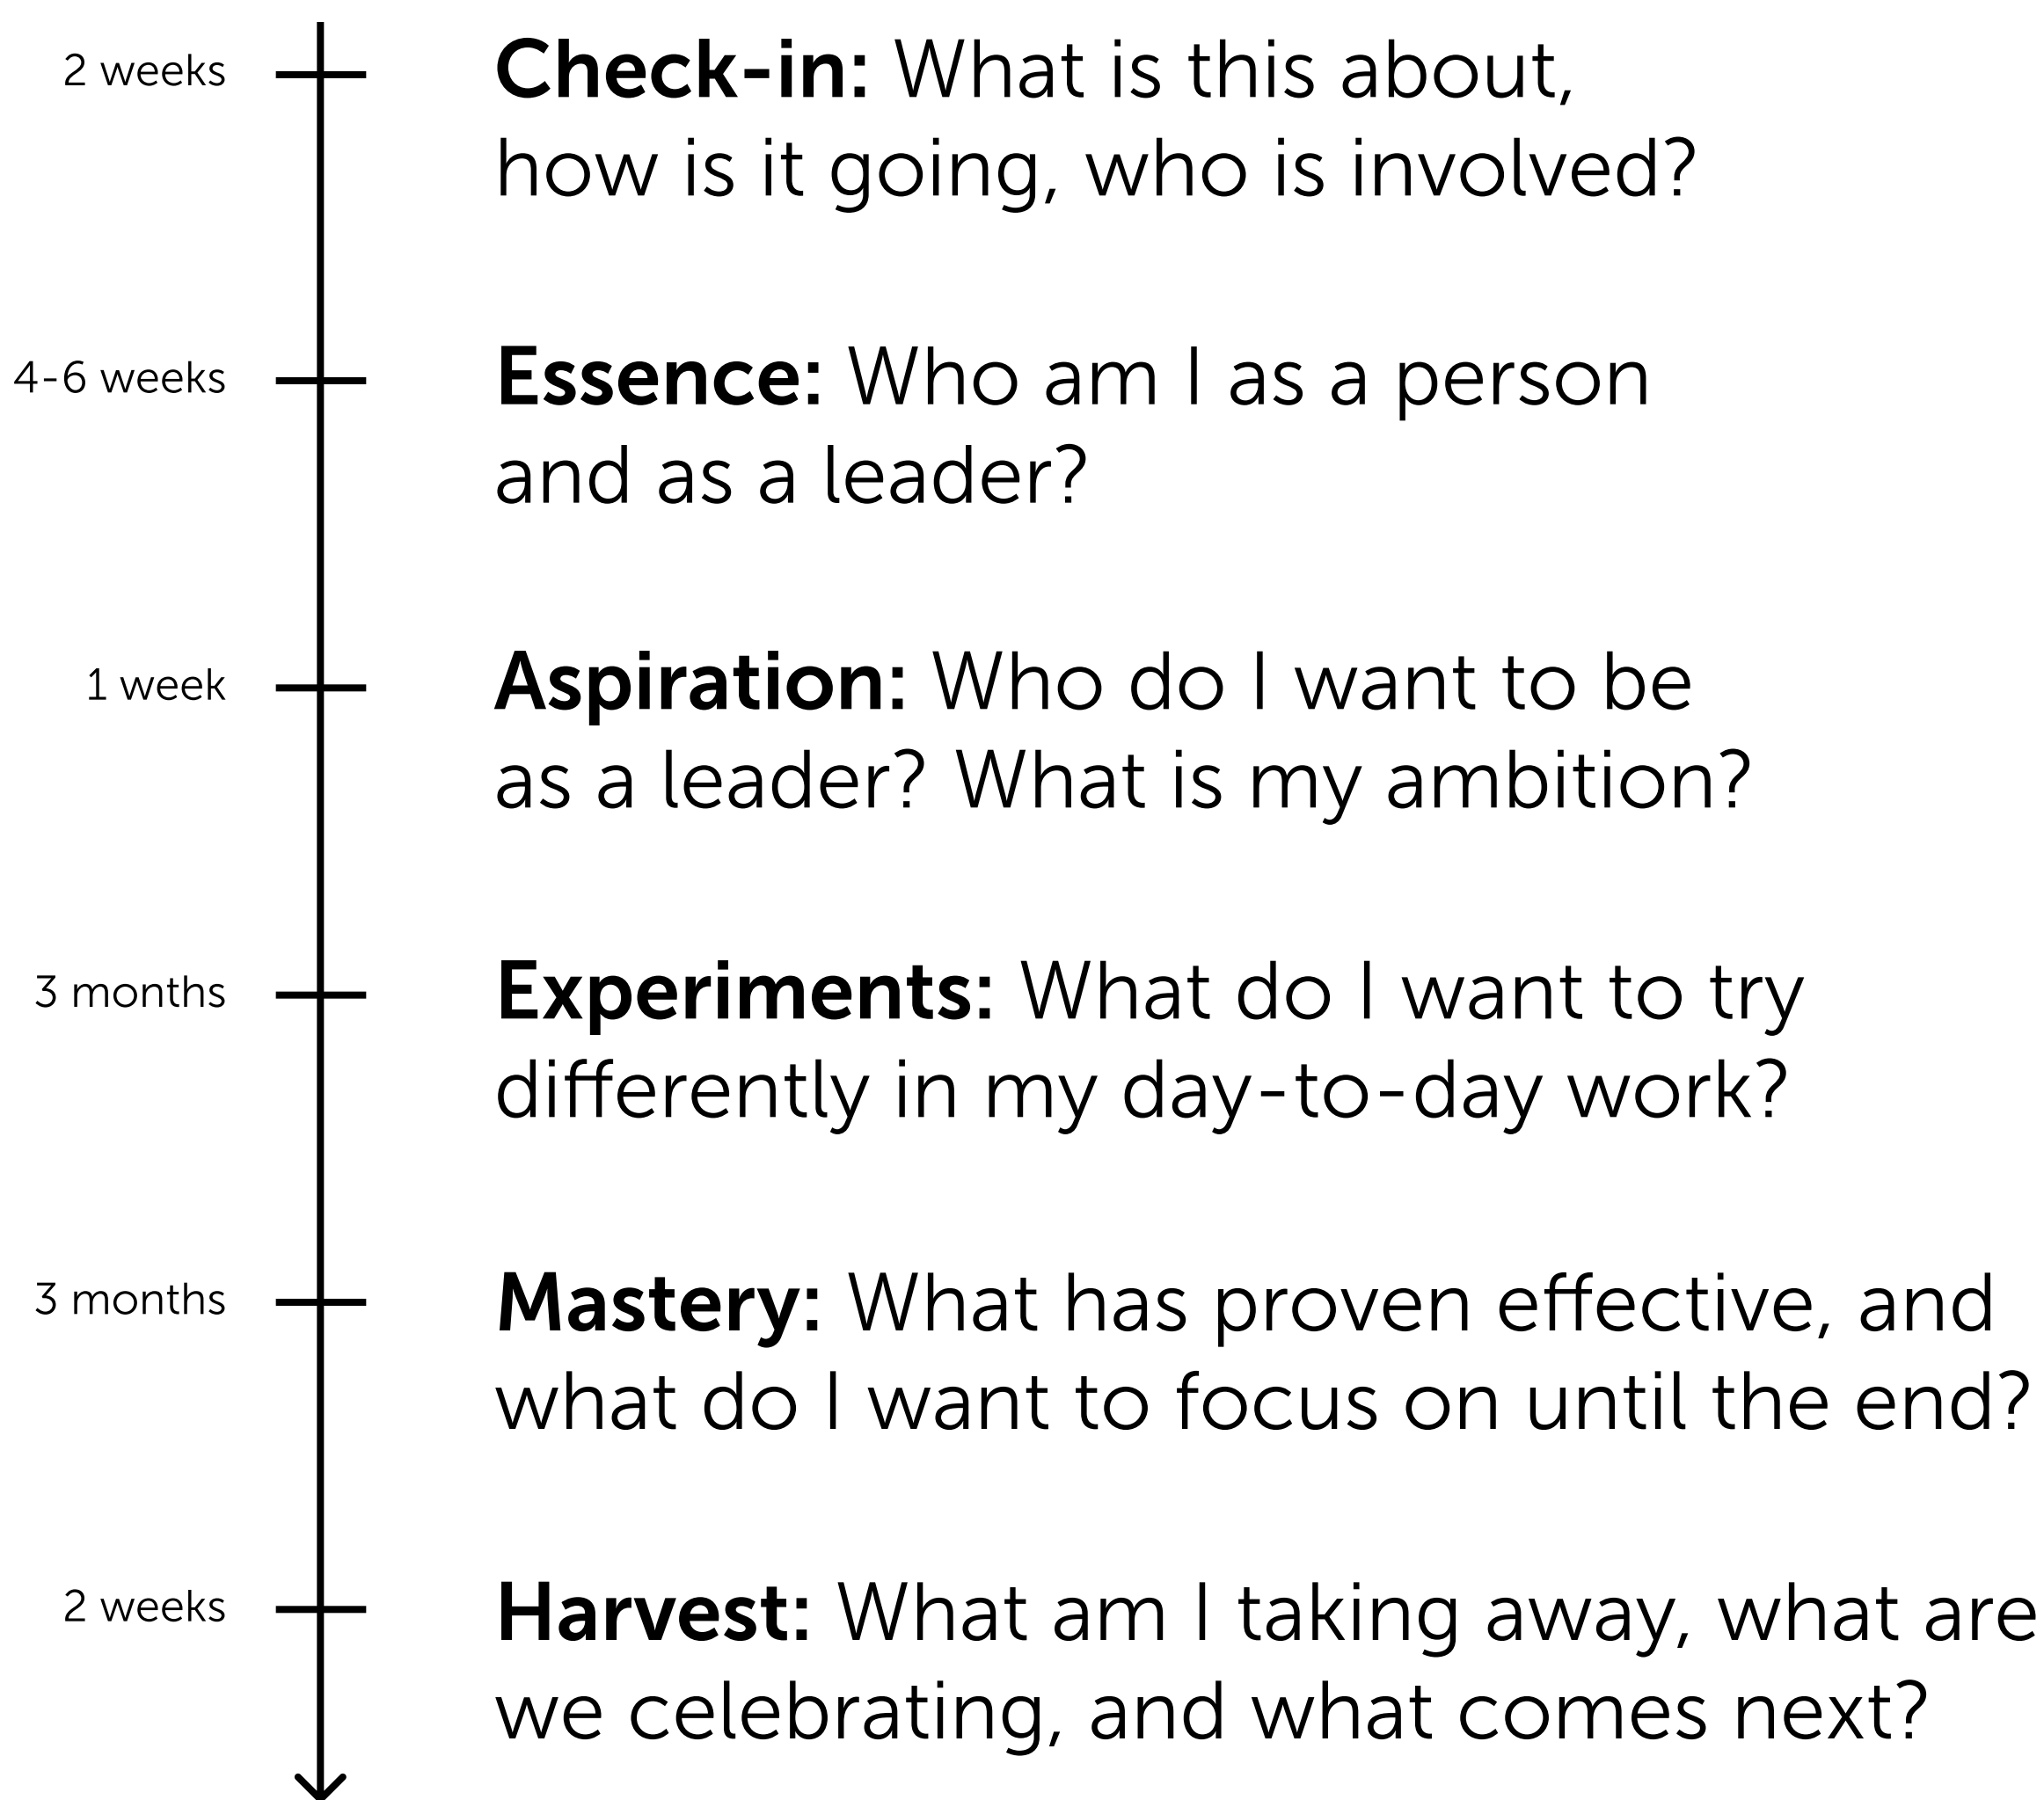 2 weeks
Check-in: What is this about,
how is it going, who is involved?
4-6 weeks
Essence: Who am I as a person
and as a leader?
1 week
Aspiration: Who do I want to be
as a leader? What is my ambition?
3 months
Experiments: What do I want to try
differently in my day-to-day work?
3 months
Mastery: What has proven effective, and
what do I want to focus on until the end?
2 weeks
Harvest: What am I taking away, what are
we celebrating, and what comes next?